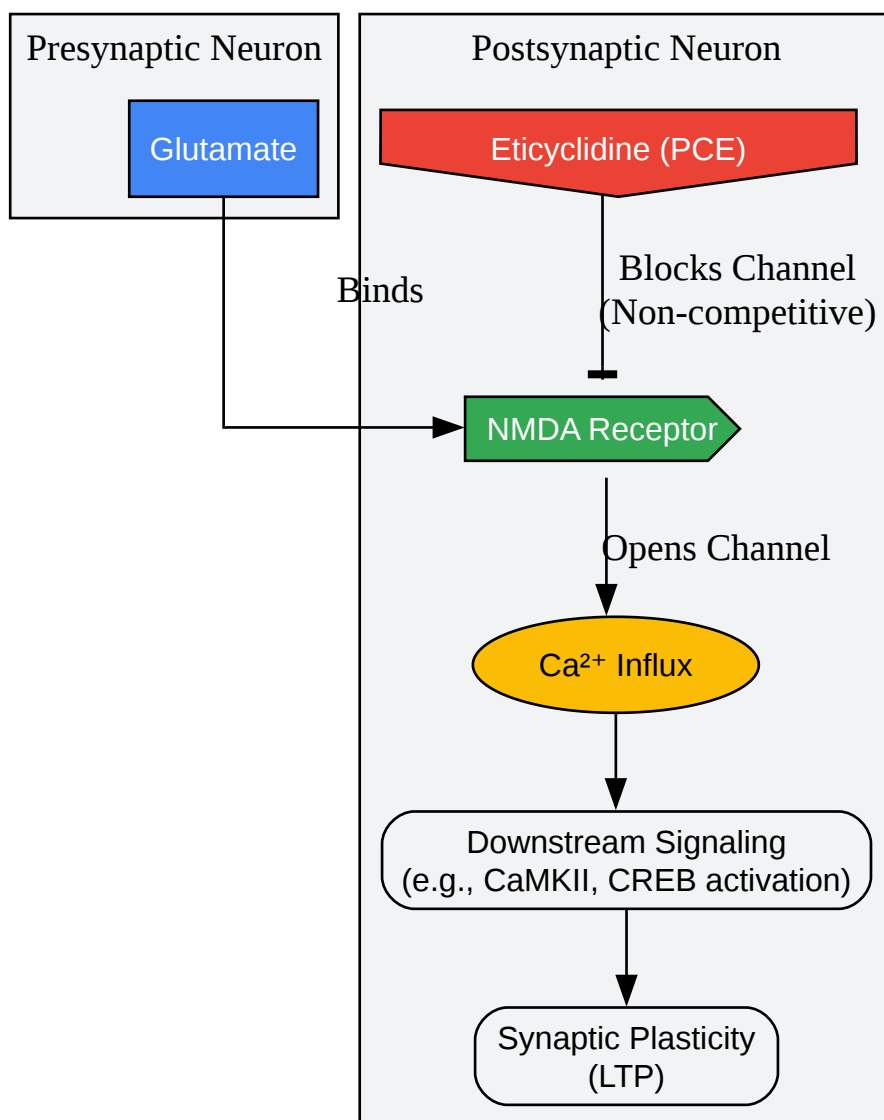 Presynaptic Neuron
Postsynaptic Neuron
Glutamate
Eticyclidine (PCE)
Binds
Blocks Channel
(Non-competitive)
NMDA Receptor
Opens Channel
Ca²⁺ Influx
Downstream Signaling
(e.g., CaMKII, CREB activation)
Synaptic Plasticity
(LTP)